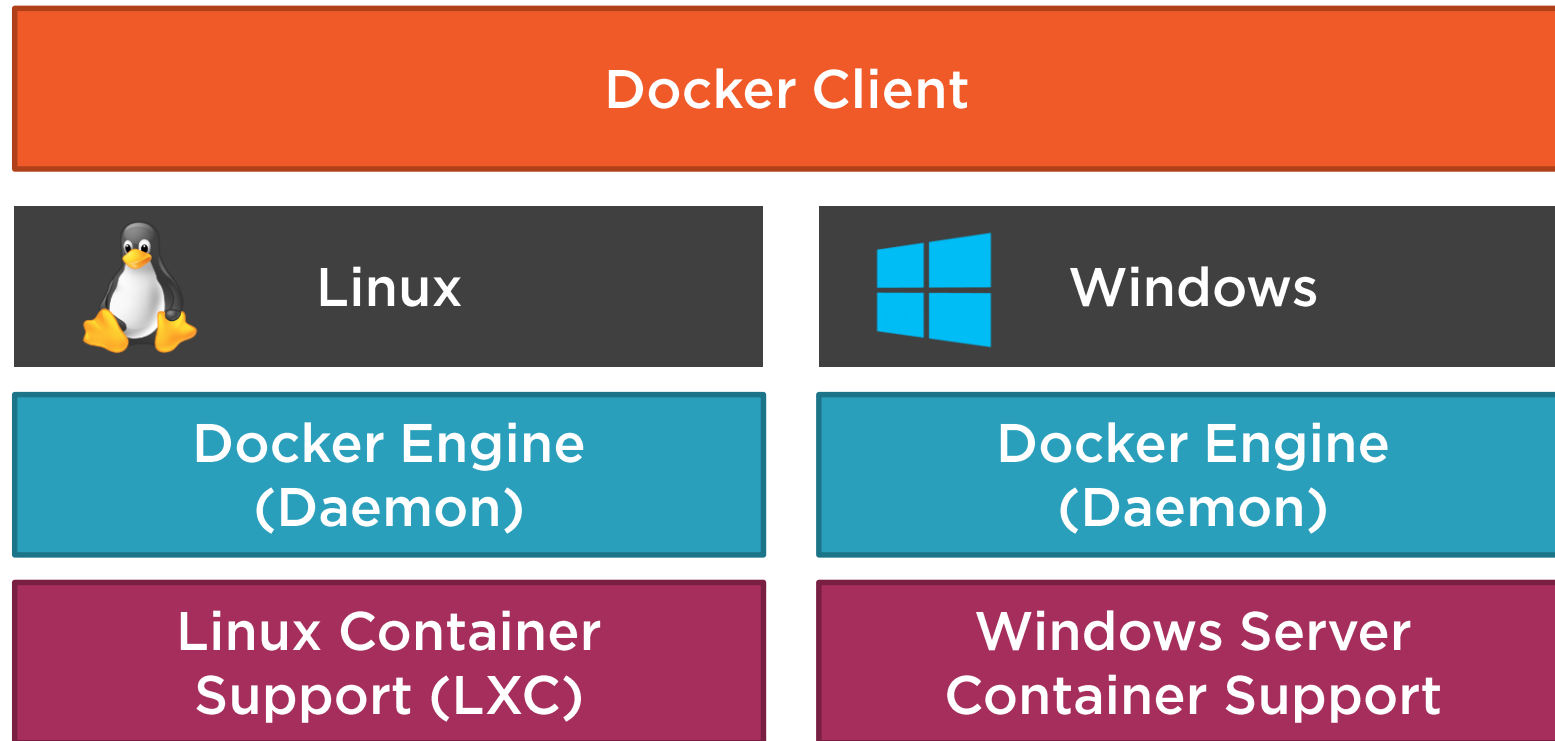 Docker Client
Linux
Windows
Docker Engine
(Daemon)
Docker Engine
(Daemon)
Linux Container
Support (LXC)
Windows Server
Container Support